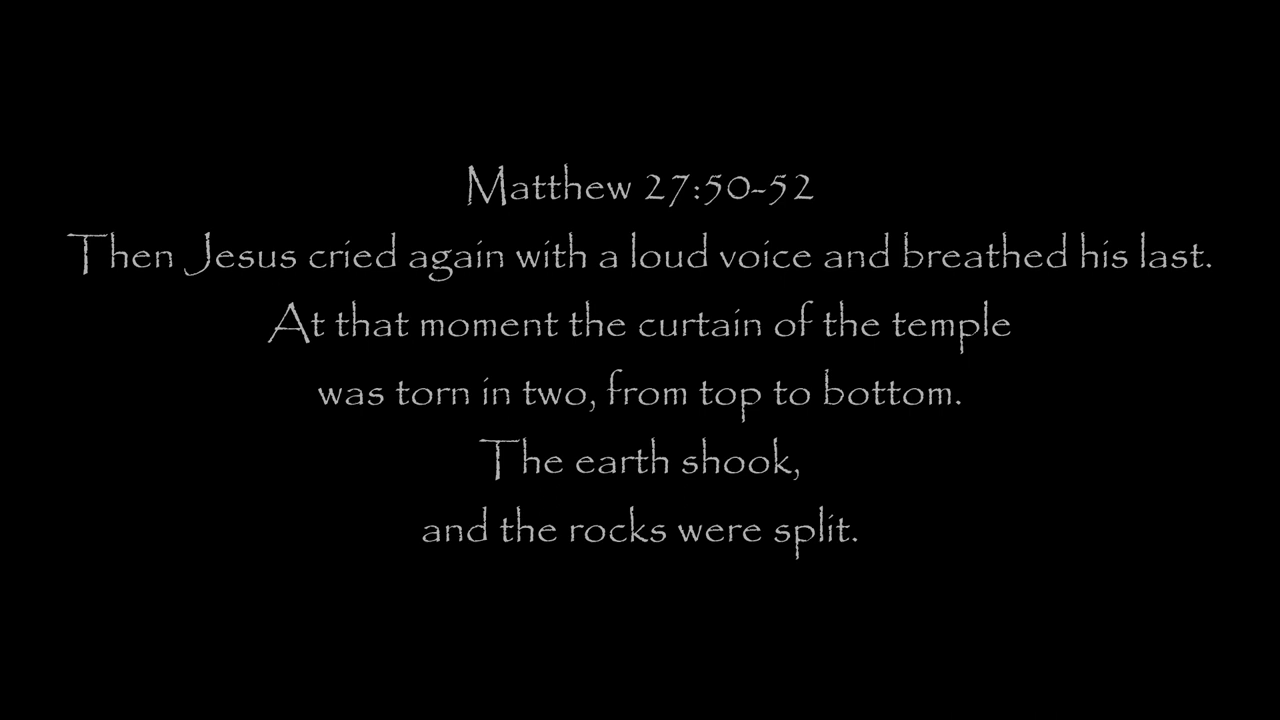 Matthew 27:50-52
Then Jesus cried again with a loud voice and breathed his last.
At that moment the curtain of the temple
was torn in two, from top to bottom.
The earth shook,
and the rocks were split.